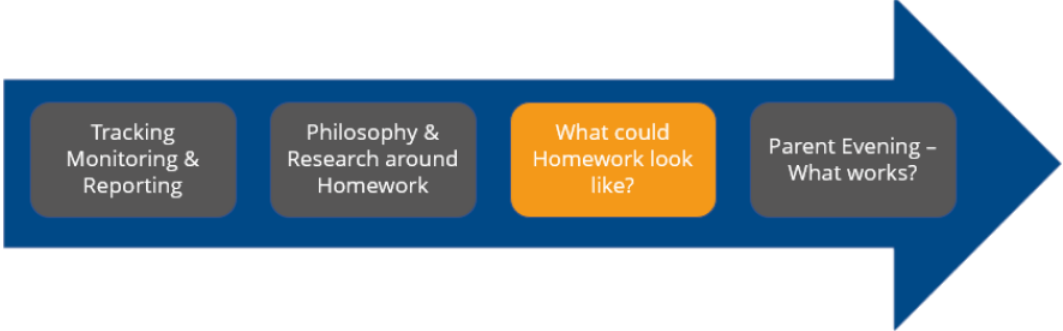 Tracking
Monitoring &
Reporting
Philosophy &
Research around
Homework
What could
Homework look
like?
Parent Evening –
What works?